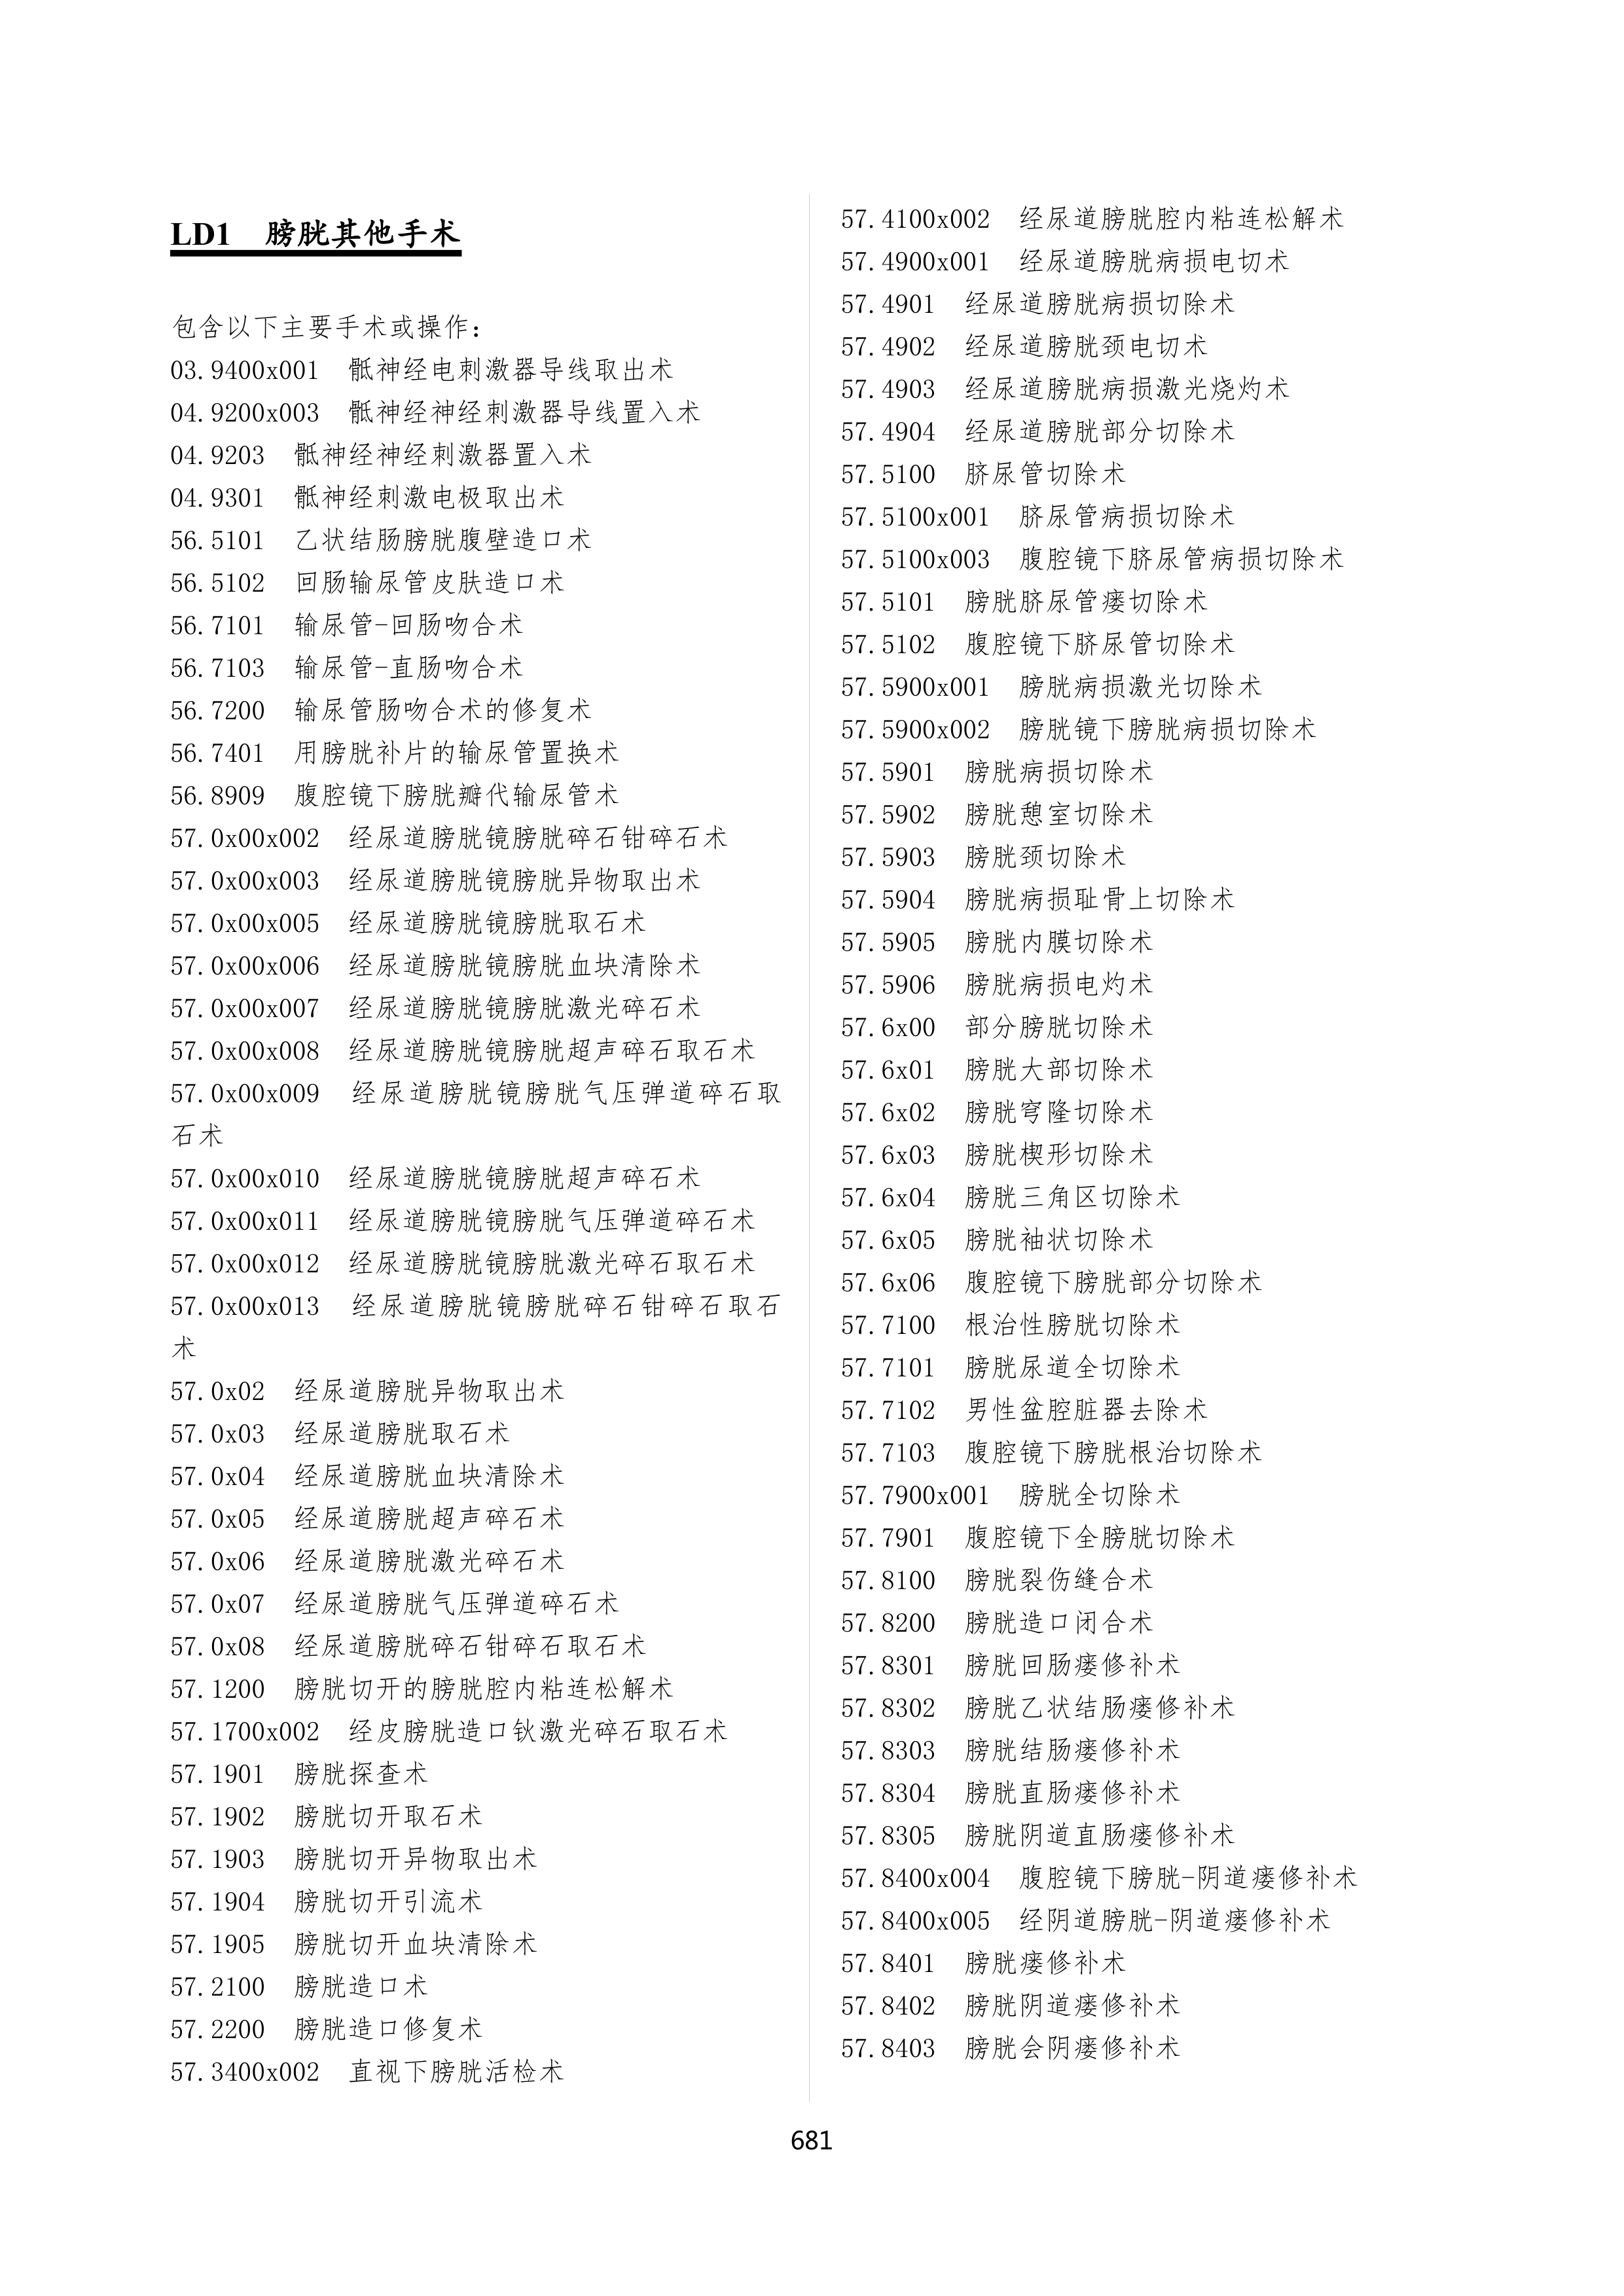 LD1　膀胱其他手术
包含以下主要手术或操作：
03.9400x001　骶神经电刺激器导线取出术
04.9200x003　骶神经神经刺激器导线置入术
04.9203　骶神经神经刺激器置入术
04.9301　骶神经刺激电极取出术
56.5101　乙状结肠膀胱腹壁造口术
56.5102　回肠输尿管皮肤造口术
56.7101　输尿管-回肠吻合术
56.7103　输尿管-直肠吻合术
56.7200　输尿管肠吻合术的修复术
56.7401　用膀胱补片的输尿管置换术
56.8909　腹腔镜下膀胱瓣代输尿管术
57.0x00x002　经尿道膀胱镜膀胱碎石钳碎石术
57.0x00x003　经尿道膀胱镜膀胱异物取出术
57.0x00x005　经尿道膀胱镜膀胱取石术
57.0x00x006　经尿道膀胱镜膀胱血块清除术
57.0x00x007　经尿道膀胱镜膀胱激光碎石术
57.0x00x008　经尿道膀胱镜膀胱超声碎石取石术
57.0x00x009　经尿道膀胱镜膀胱气压弹道碎石取
石术
57.0x00x010　经尿道膀胱镜膀胱超声碎石术
57.0x00x011　经尿道膀胱镜膀胱气压弹道碎石术
57.0x00x012　经尿道膀胱镜膀胱激光碎石取石术
57.0x00x013　经尿道膀胱镜膀胱碎石钳碎石取石
术
57.0x02　经尿道膀胱异物取出术
57.0x03　经尿道膀胱取石术
57.0x04　经尿道膀胱血块清除术
57.0x05　经尿道膀胱超声碎石术
57.0x06　经尿道膀胱激光碎石术
57.0x07　经尿道膀胱气压弹道碎石术
57.0x08　经尿道膀胱碎石钳碎石取石术
57.1200　膀胱切开的膀胱腔内粘连松解术
57.1700x002　经皮膀胱造口钬激光碎石取石术
57.1901　膀胱探查术
57.1902　膀胱切开取石术
57.1903　膀胱切开异物取出术
57.1904　膀胱切开引流术
57.1905　膀胱切开血块清除术
57.2100　膀胱造口术
57.2200　膀胱造口修复术
57.3400x002　直视下膀胱活检术
57.4100x002　经尿道膀胱腔内粘连松解术
57.4900x001　经尿道膀胱病损电切术
57.4901　经尿道膀胱病损切除术
57.4902　经尿道膀胱颈电切术
57.4903　经尿道膀胱病损激光烧灼术
57.4904　经尿道膀胱部分切除术
57.5100　脐尿管切除术
57.5100x001　脐尿管病损切除术
57.5100x003　腹腔镜下脐尿管病损切除术
57.5101　膀胱脐尿管瘘切除术
57.5102　腹腔镜下脐尿管切除术
57.5900x001　膀胱病损激光切除术
57.5900x002　膀胱镜下膀胱病损切除术
57.5901　膀胱病损切除术
57.5902　膀胱憩室切除术
57.5903　膀胱颈切除术
57.5904　膀胱病损耻骨上切除术
57.5905　膀胱内膜切除术
57.5906　膀胱病损电灼术
57.6x00　部分膀胱切除术
57.6x01　膀胱大部切除术
57.6x02　膀胱穹隆切除术
57.6x03　膀胱楔形切除术
57.6x04　膀胱三角区切除术
57.6x05　膀胱袖状切除术
57.6x06　腹腔镜下膀胱部分切除术
57.7100　根治性膀胱切除术
57.7101　膀胱尿道全切除术
57.7102　男性盆腔脏器去除术
57.7103　腹腔镜下膀胱根治切除术
57.7900x001　膀胱全切除术
57.7901　腹腔镜下全膀胱切除术
57.8100　膀胱裂伤缝合术
57.8200　膀胱造口闭合术
57.8301　膀胱回肠瘘修补术
57.8302　膀胱乙状结肠瘘修补术
57.8303　膀胱结肠瘘修补术
57.8304　膀胱直肠瘘修补术
57.8305　膀胱阴道直肠瘘修补术
57.8400x004　腹腔镜下膀胱-阴道瘘修补术
57.8400x005　经阴道膀胱-阴道瘘修补术
57.8401　膀胱瘘修补术
57.8402　膀胱阴道瘘修补术
57.8403　膀胱会阴瘘修补术
681